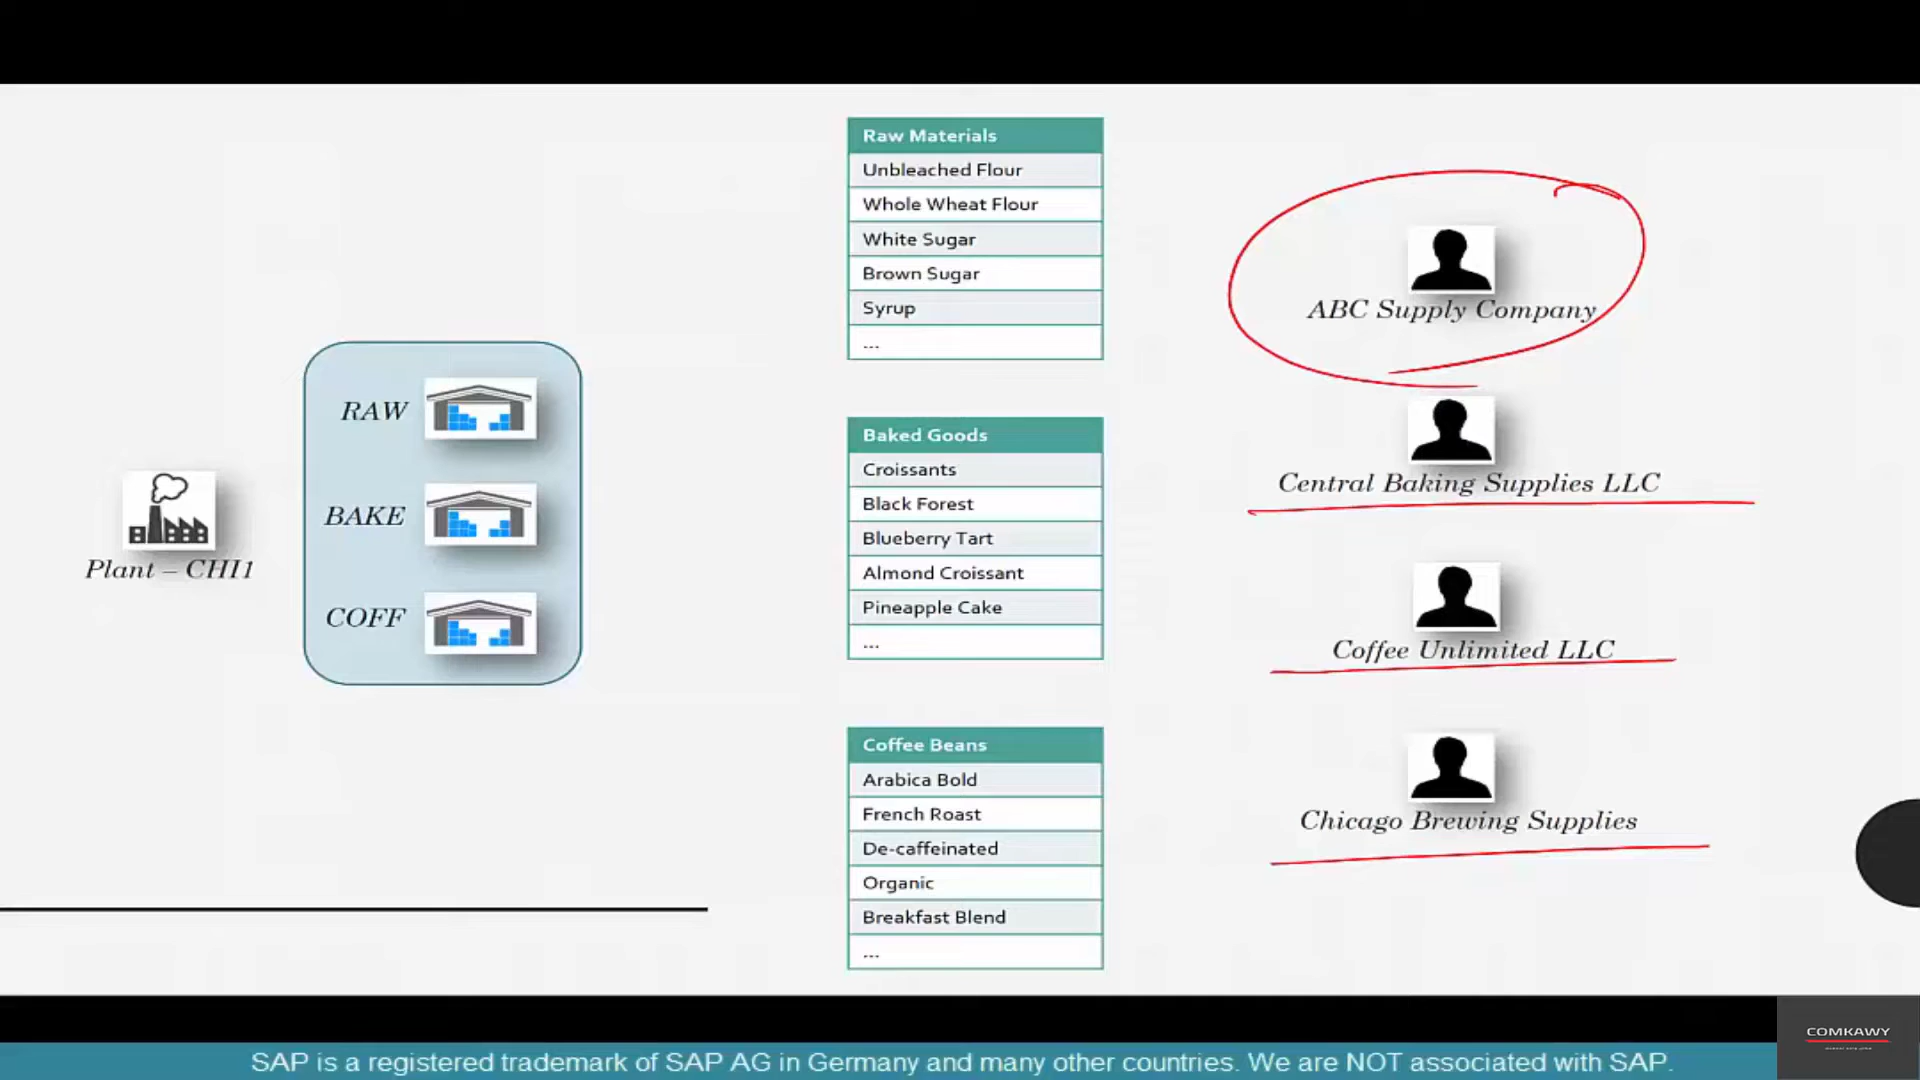 RAW
BAKE
COFF
Plant – CHI1
Raw Materials
Unbleached Flour
Whole Wheat Flour
White Sugar
Brown Sugar
Syrup
...
Baked Goods
Croissants
Black Forest
Blueberry Tart
Almond Croissant
Pineapple Cake
...
Coffee Beans
Arabica Bold
French Roast
De-caffeinated
Organic
Breakfast Blend
...
ABC Supply Company
Central Baking Supplies LLC
Coffee Unlimited LLC
Chicago Brewing Supplies
COMKAWY
SAP is a registered trademark of SAP AG in Germany and many other countries. We are NOT associated with SAP.